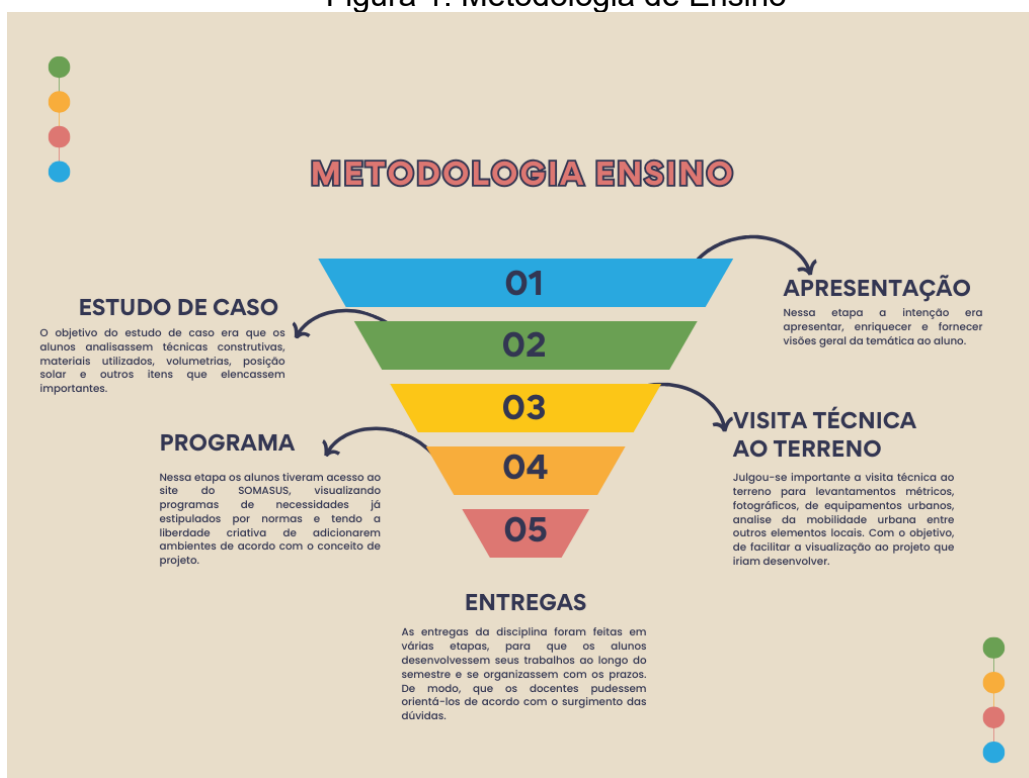 Figura 1: Metodologia de Ensino
METODOLOGIA ENSINO
01
APRESENTAÇÃO
Nessa etapa a intenção era
apresentar, enriquecer e fornecer
visões geral da temática ao aluno.
ESTUDO DE CASO
O objetivo do estudo de caso era que os
alunos analisassem técnicas construtivas,
materiais utilizados, volumetrias, posição
solar e outros itens que elencassem
importantes.
02
03
VISITA TÉCNICA
AO TERRENO
Julgou-se importante a visita técnica ao
terreno para levantamentos métricos,
fotográficos, de equipamentos urbanos,
analise da mobilidade urbana entre
outros elementos locais. Com o objetivo,
de facilitar a visualização ao projeto que
iriam desenvolver.
PROGRAMA
Nessa etapa os alunos tiveram acesso ao
site do SOMASUS, visualizando
programas de necessidades já
estipulados por normas e tendo a
liberdade criativa de adicionarem
ambientes de acordo com o conceito de
projeto.
04
05
ENTREGAS
As entregas da disciplina foram feitas em
várias etapas, para que os alunos
desenvolvessem seus trabalhos ao longo do
semestre e se organizassem com os prazos.
De modo, que os docentes pudessem
orientá-los de acordo com o surgimento das
dúvidas.